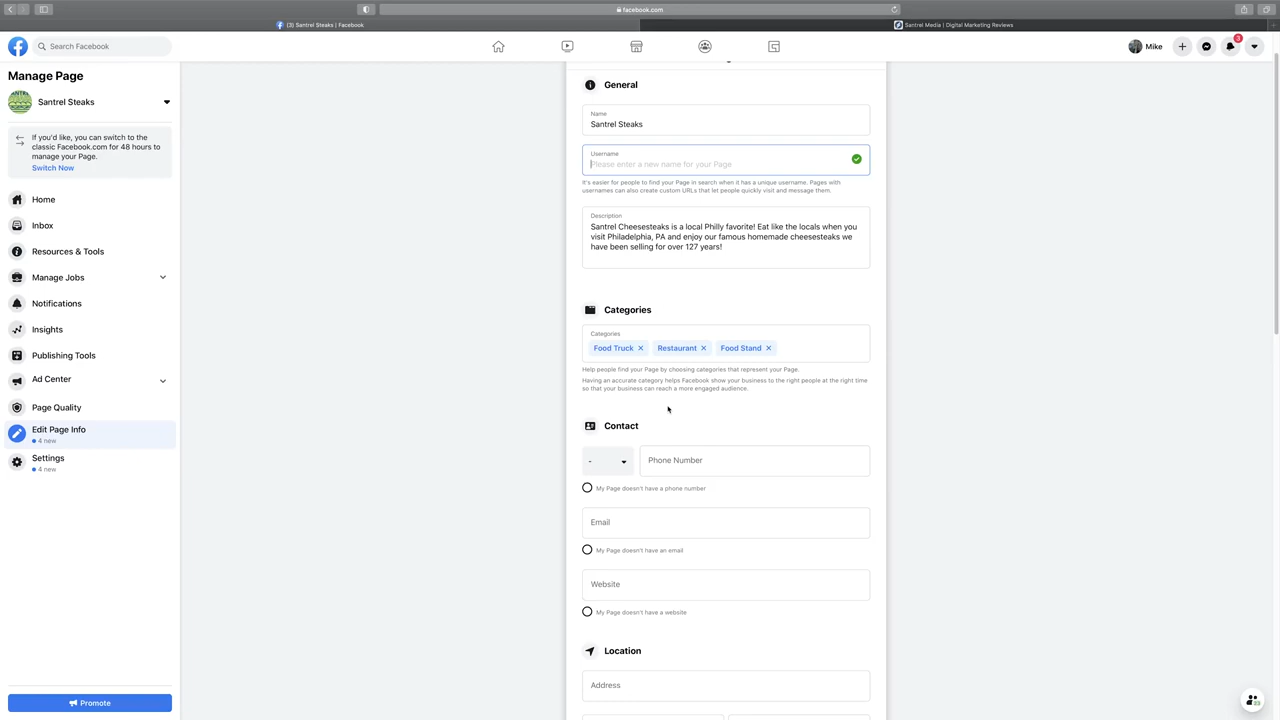 facebook.com
(3) Santrel Steaks | Facebook
Santrel Media | Digital Marketing Reviews
Search Facebook
Mike
3
Manage Page
Santrel Steaks
If you'd like, you can switch to the
classic Facebook.com for 48 hours to
manage your Page.
Switch Now
Home
Inbox
Resources & Tools
Manage Jobs
Notifications
Insights
Publishing Tools
Ad Center
Page Quality
Edit Page Info
4 new
Settings
4 new
Promote
General
Name
Santrel Steaks
Username
Please enter a new name for your Page
It's easier for people to find your Page in search when it has a unique username. Pages with
usernames can also create custom URLs that let people quickly visit and message them.
Description
Santrel Cheesesteaks is a local Philly favorite! Eat like the locals when you
visit Philadelphia, PA and enjoy our famous homemade cheesesteaks we
have been selling for over 127 years!
Categories
Categories
Food Truck × Restaurant × Food Stand ×
Help people find your Page by choosing categories that represent your Page.
Having an accurate category helps Facebook show your business to the right people at the right time
so that your business can reach a more engaged audience.
Contact
- Phone Number
My Page doesn't have a phone number
Email
My Page doesn't have an email
Website
My Page doesn't have a website
Location
Address